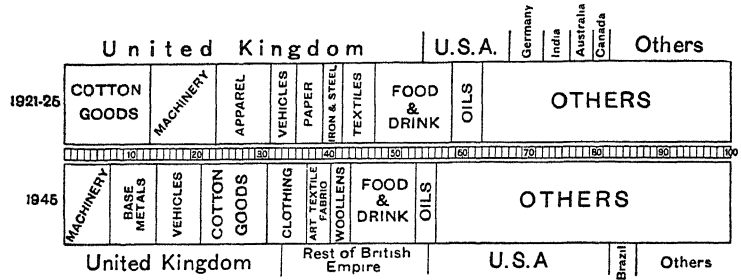 United Kingdom U.S.A. Germany India Australia Canada Others
1921-25
COTTON GOODS
MACHINERY
APPAREL
VEHICLES
PAPER
IRON & STEEL
TEXTILES
FOOD & DRINK
OILS
OTHERS
10 20 30 40 50 60 70 80 90 100
1945
MACHINERY
BASE METALS
VEHICLES
COTTON GOODS
CLOTHING
ART TEXTILE FABRIO
WOOLLENS
FOOD & DRINK
OILS
OTHERS
United Kingdom
Rest of British
Empire
U.S.A
Brazil
Others